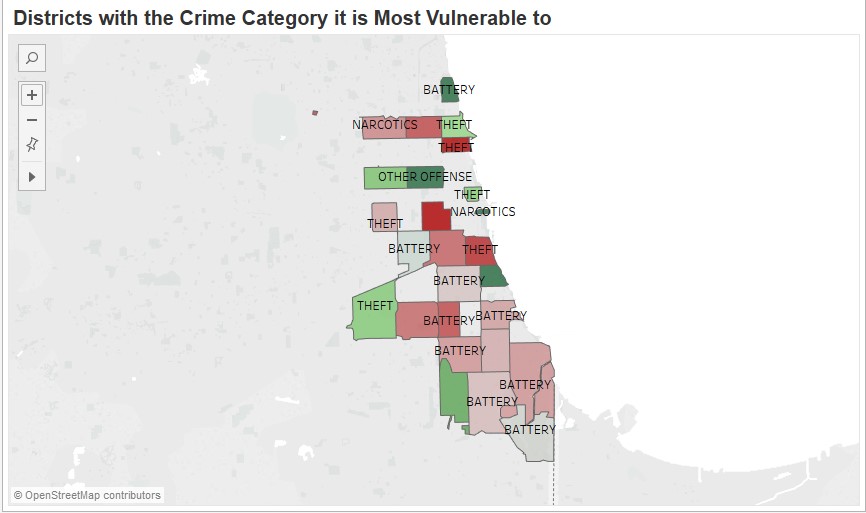 Districts with the Crime Category it is Most Vulnerable to
BATTERY
NARCOTICS
THEFT
THEFT
OTHER OFFENSE
THEFT
NARCOTICS
THEFT
BATTERY
THEFT
BATTERY
THEFT
BATTERY
BATTERY
BATTERY
BATTERY
BATTERY
BATTERY
© OpenStreetMap contributors